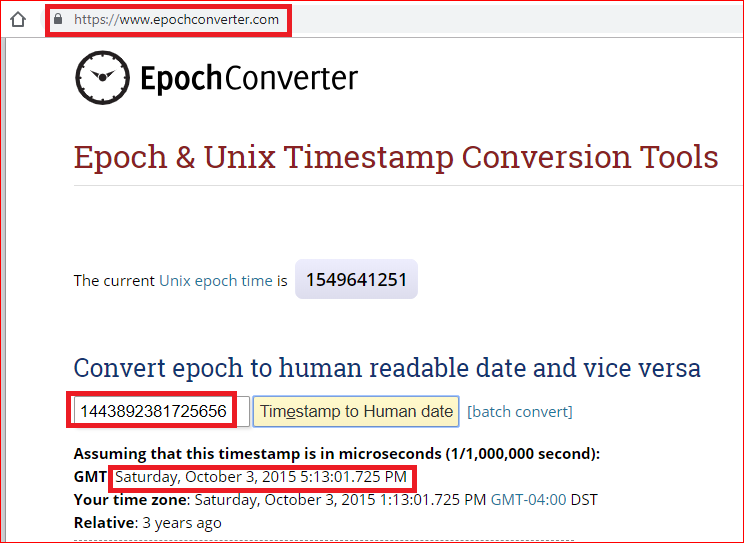 https://www.epochconverter.com
EpochConverter
Epoch & Unix Timestamp Conversion Tools
The current Unix epoch time is 1549641251
Convert epoch to human readable date and vice versa
1443892381725656 Timestamp to Human date [batch convert]
Assuming that this timestamp is in microseconds (1/1,000,000 second):
GMT: Saturday, October 3, 2015 5:13:01.725 PM
Your time zone: Saturday, October 3, 2015 1:13:01.725 PM GMT-04:00 DST
Relative: 3 years ago